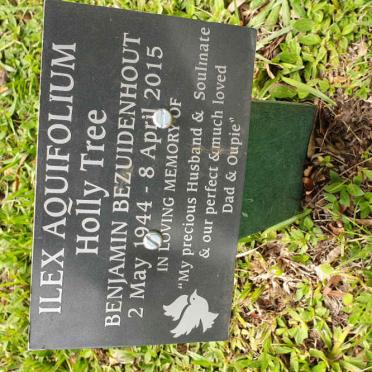 ILEX AQUIFOLIUM
Holly Tree
BENJAMIN BEZUIDENHOUT
2 May 1944 - 8 April 2015
IN LOVING MEMORY OF
"My precious Husband & Soulmate
& our perfect & much loved
Dad & Oupie"